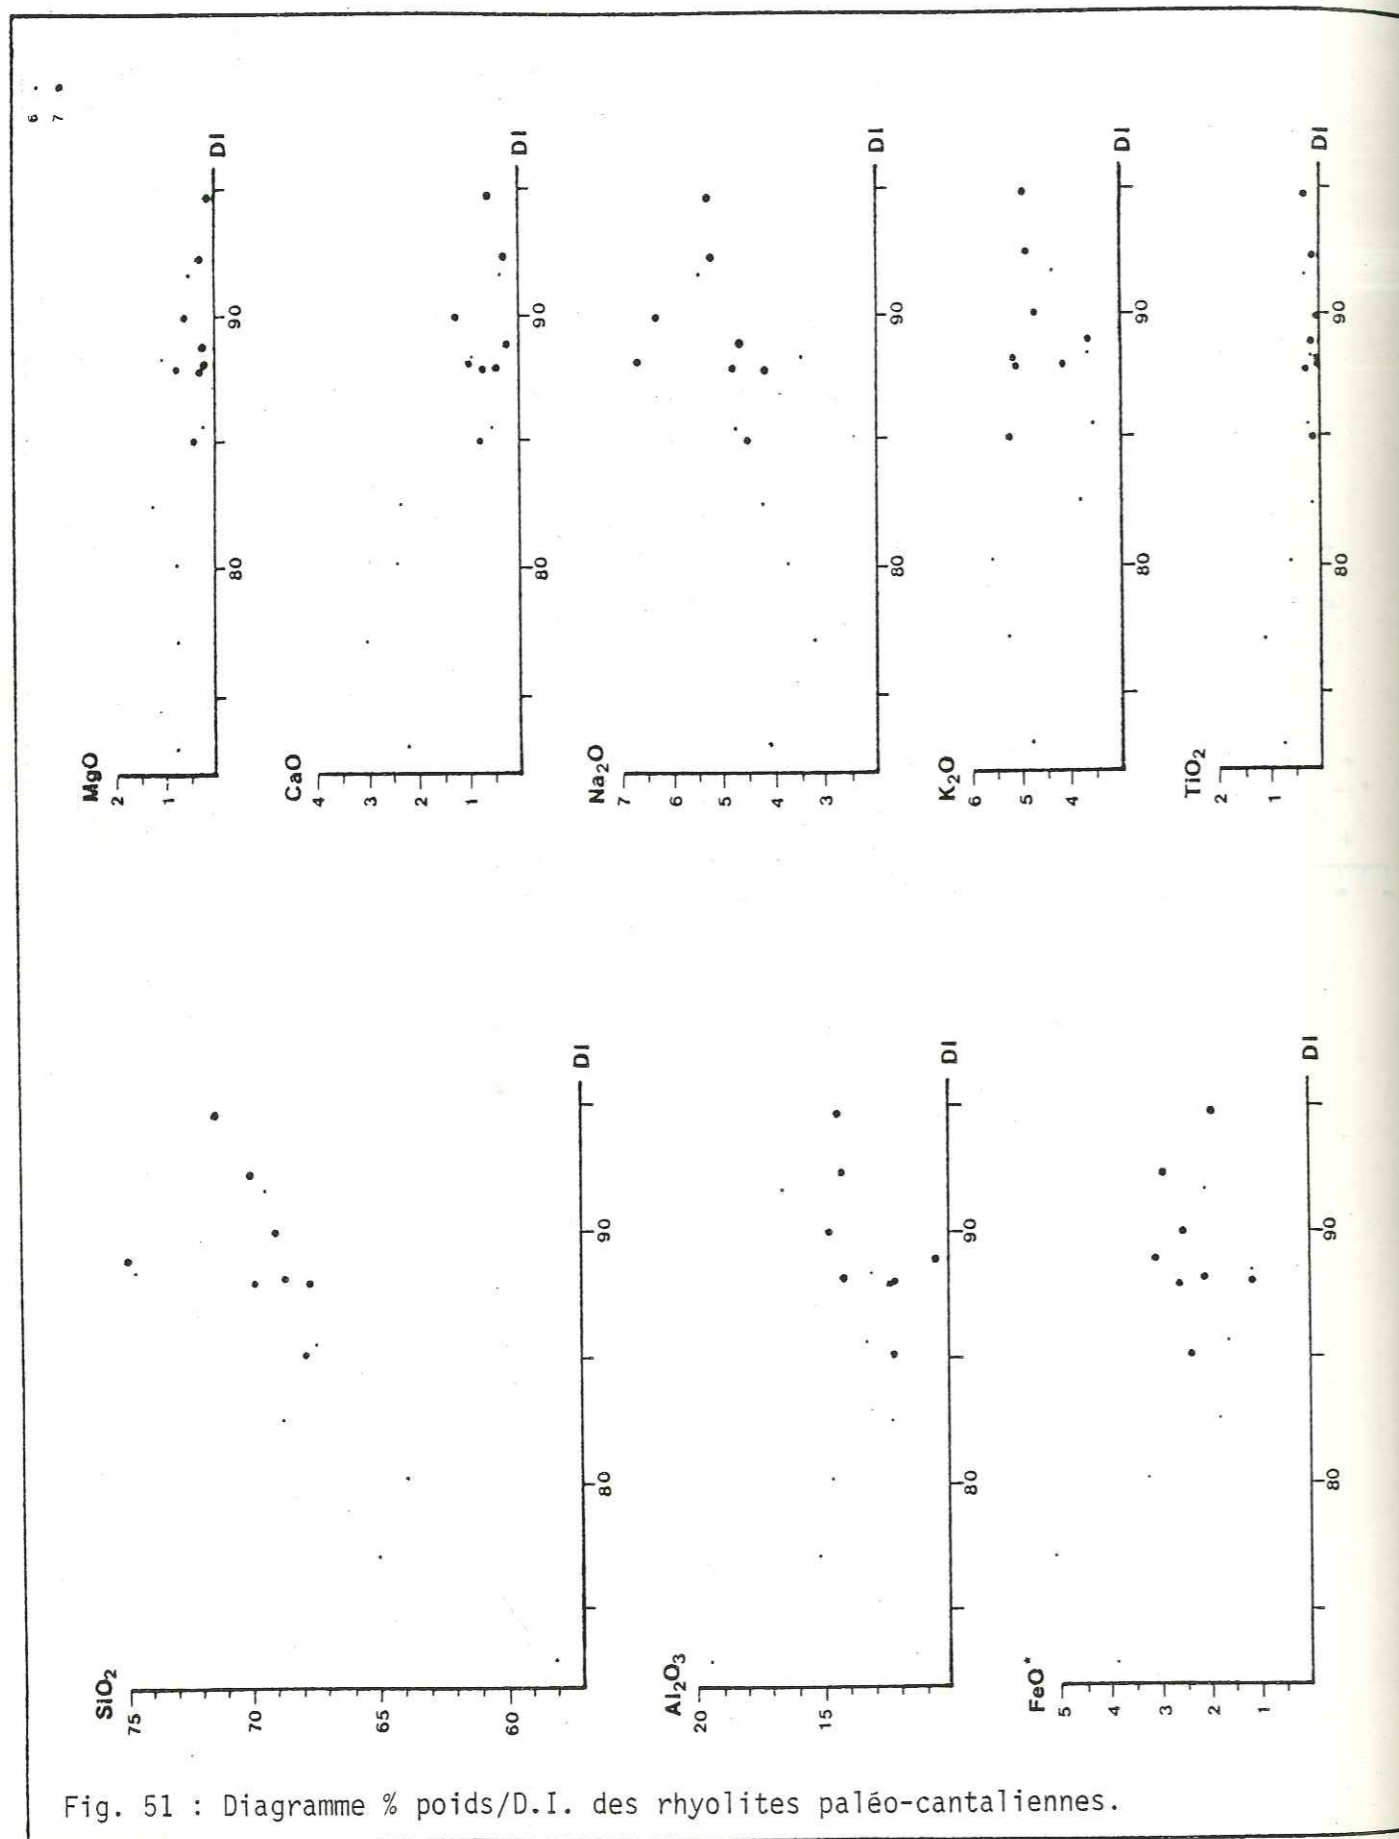 6 .
7 •
MgO
2
1
80
90
DI
CaO
4
3
2
1
80
90
DI
Na₂O
7
6
5
4
3
80
90
DI
K₂O
6
5
4
80
90
DI
TiO₂
2
1
80
90
DI
SiO₂
75
70
65
60
80
90
DI
Al₂O₃
20
15
80
90
DI
FeO*
5
4
3
2
1
80
90
DI
Fig. 51 : Diagramme % poids/D.I. des rhyolites paléo-cantaliennes.